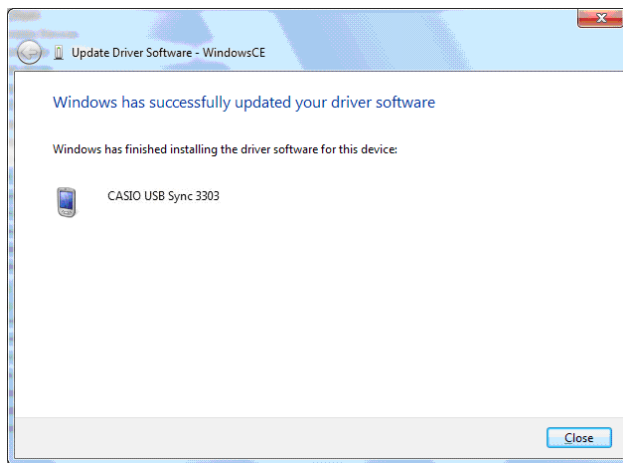 Update Driver Software - WindowsCE
Windows has successfully updated your driver software
Windows has finished installing the driver software for this device:
CASIO USB Sync 3303
Close